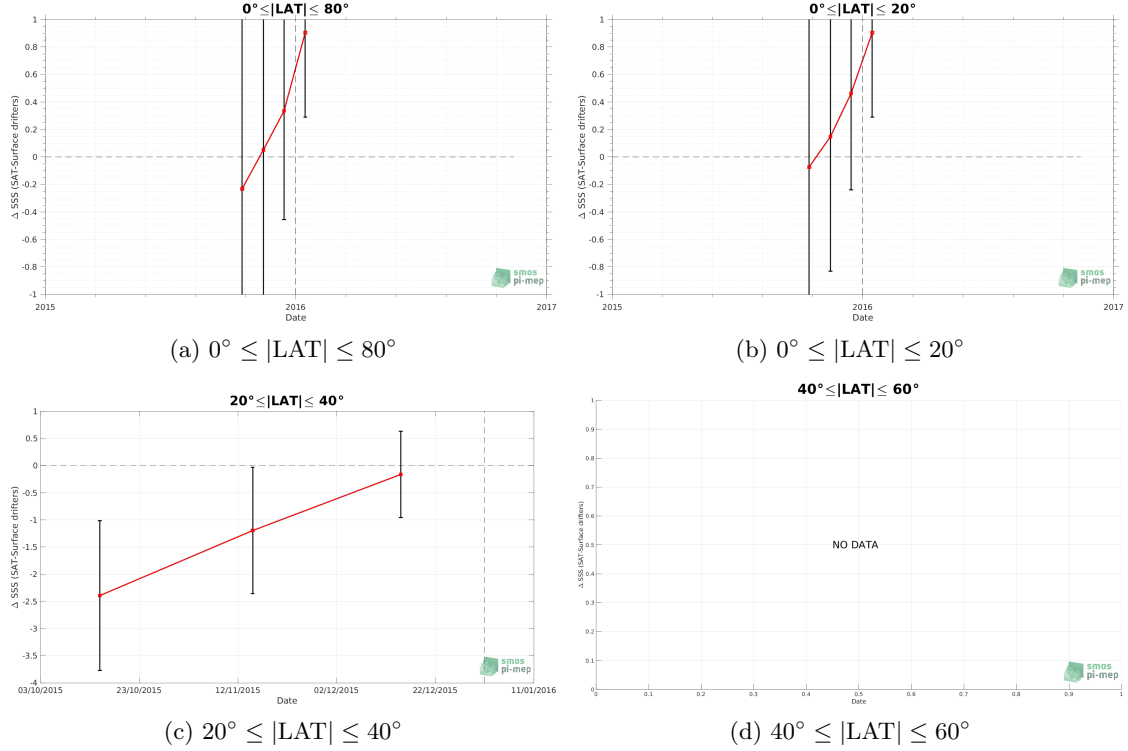 0°≤|LAT|≤ 80°
1
0.8
0.6
0.4
0.2
0
-0.2
-0.4
-0.6
-0.8
-1
Δ SSS (SAT-Surface drifters)
2015
2016
2017
Date
smos
pi-mep
(a) 0° ≤ |LAT| ≤ 80°
0°≤|LAT|≤ 20°
1
0.8
0.6
0.4
0.2
0
-0.2
-0.4
-0.6
-0.8
-1
Δ SSS (SAT-Surface drifters)
2015
2016
2017
Date
smos
pi-mep
(b) 0° ≤ |LAT| ≤ 20°
20°≤|LAT|≤ 40°
1
0.5
0
-0.5
-1
-1.5
-2
-2.5
-3
-3.5
-4
Δ SSS (SAT-Surface drifters)
03/10/2015
23/10/2015
12/11/2015
02/12/2015
22/12/2015
11/01/2016
Date
smos
pi-mep
(c) 20° ≤ |LAT| ≤ 40°
40°≤|LAT|≤ 60°
1
0.9
0.8
0.7
0.6
0.5
0.4
0.3
0.2
0.1
0
Δ SSS (SAT-Surface drifters)
NO DATA
0
0.1
0.2
0.3
0.4
0.5
0.6
0.7
0.8
0.9
1
Date
smos
pi-mep
(d) 40° ≤ |LAT| ≤ 60°